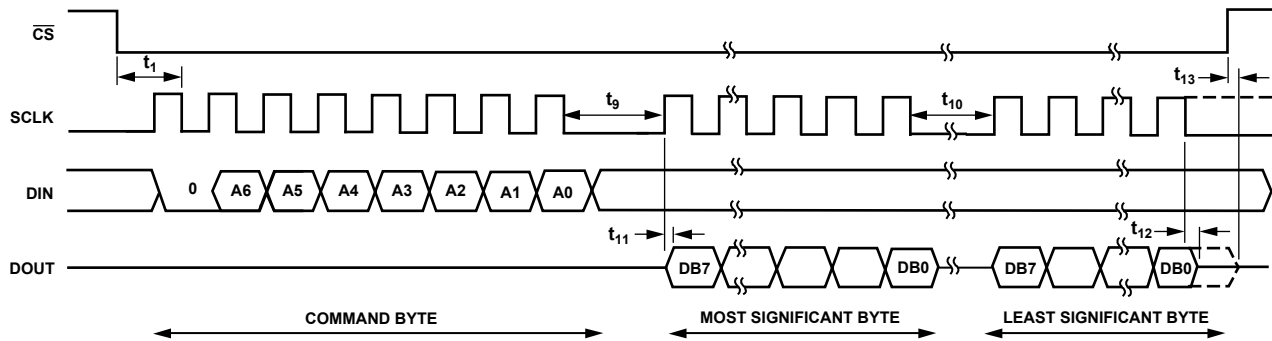 CS
t1
t13
SCLK
t9
t10
DIN
0 A6 A5 A4 A3 A2 A1 A0
t11
t12
DOUT
DB7 DB0 DB7 DB0
COMMAND BYTE MOST SIGNIFICANT BYTE LEAST SIGNIFICANT BYTE